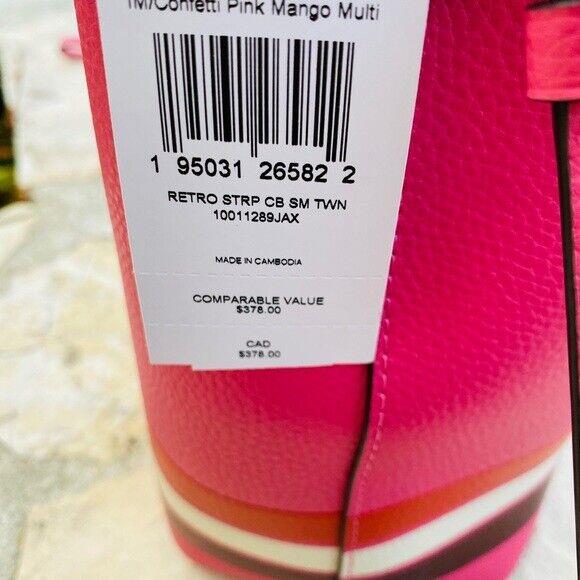 1M/Confetti Pink Mango Multi
1 95031 26582 2
RETRO STRP CB SM TWN
10011289JAX
MADE IN CAMBODIA
COMPARABLE VALUE
$378.00
CAD
$378.00